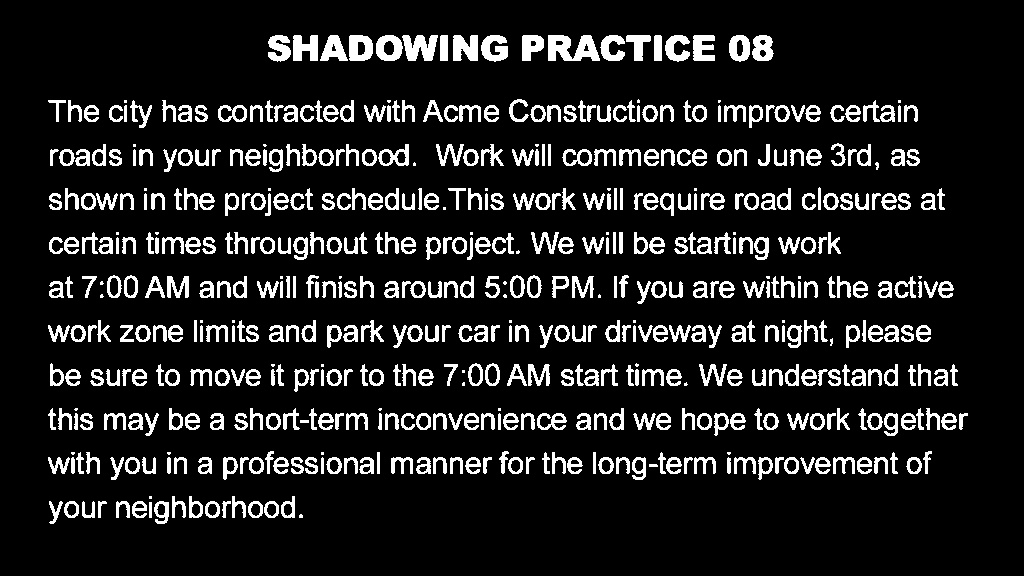 SHADOWING PRACTICE 08
The city has contracted with Acme Construction to improve certain
roads in your neighborhood.  Work will commence on June 3rd, as
shown in the project schedule.This work will require road closures at
certain times throughout the project. We will be starting work
at 7:00 AM and will finish around 5:00 PM. If you are within the active
work zone limits and park your car in your driveway at night, please
be sure to move it prior to the 7:00 AM start time. We understand that
this may be a short-term inconvenience and we hope to work together
with you in a professional manner for the long-term improvement of
your neighborhood.